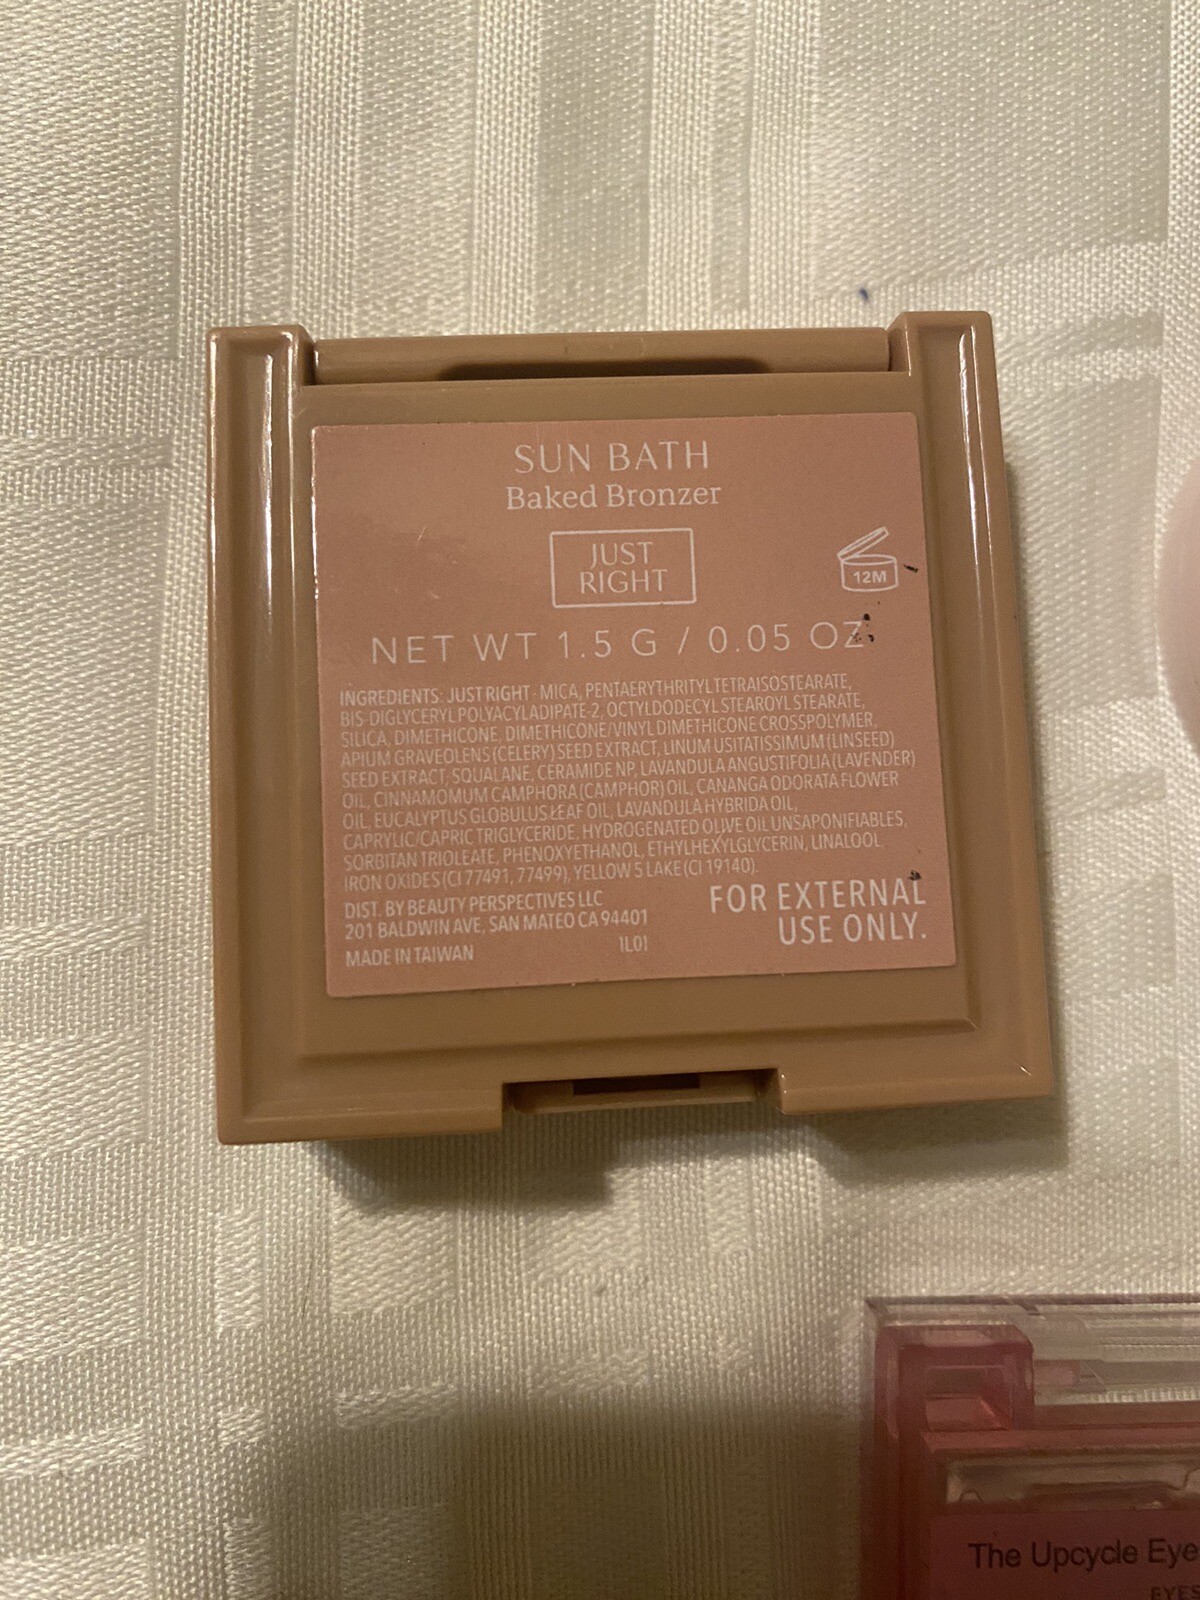 SUN BATH
Baked Bronzer
JUST
RIGHT
12M
NET WT 1.5 G / 0.05 OZ
INGREDIENTS: JUST RIGHT - MICA, PENTAERYTHRITYL TETRAISOSTEARATE,
BIS-DIGLYCERYL POLYACYLADIPATE-2, OCTYLDODECYL STEAROYL STEARATE,
SILICA, DIMETHICONE, DIMETHICONE/VINYL DIMETHICONE CROSSPOLYMER,
APIUM GRAVEOLENS (CELERY) SEED EXTRACT, LINUM USITATISSIMUM (LINSEED)
SEED EXTRACT, SQUALANE, CERAMIDE NP, LAVANDULA ANGUSTIFOLIA (LAVENDER)
OIL, CINNAMOMUM CAMPHORA (CAMPHOR) OIL, CANANGA ODORATA FLOWER
OIL, EUCALYPTUS GLOBULUS LEAF OIL, LAVANDULA HYBRIDA OIL,
CAPRYLIC/CAPRIC TRIGLYCERIDE, HYDROGENATED OLIVE OIL UNSAPONIFIABLES,
SORBITAN TRIOLEATE, PHENOXYETHANOL, ETHYLHEXYLGLYCERIN, LINALOOL
IRON OXIDES (CI 77491, 77499), YELLOW 5 LAKE (CI 19140).
DIST. BY BEAUTY PERSPECTIVES LLC
201 BALDWIN AVE, SAN MATEO CA 94401
MADE IN TAIWAN
1L01
FOR EXTERNAL
USE ONLY.
The Upcycle Eye
EYES